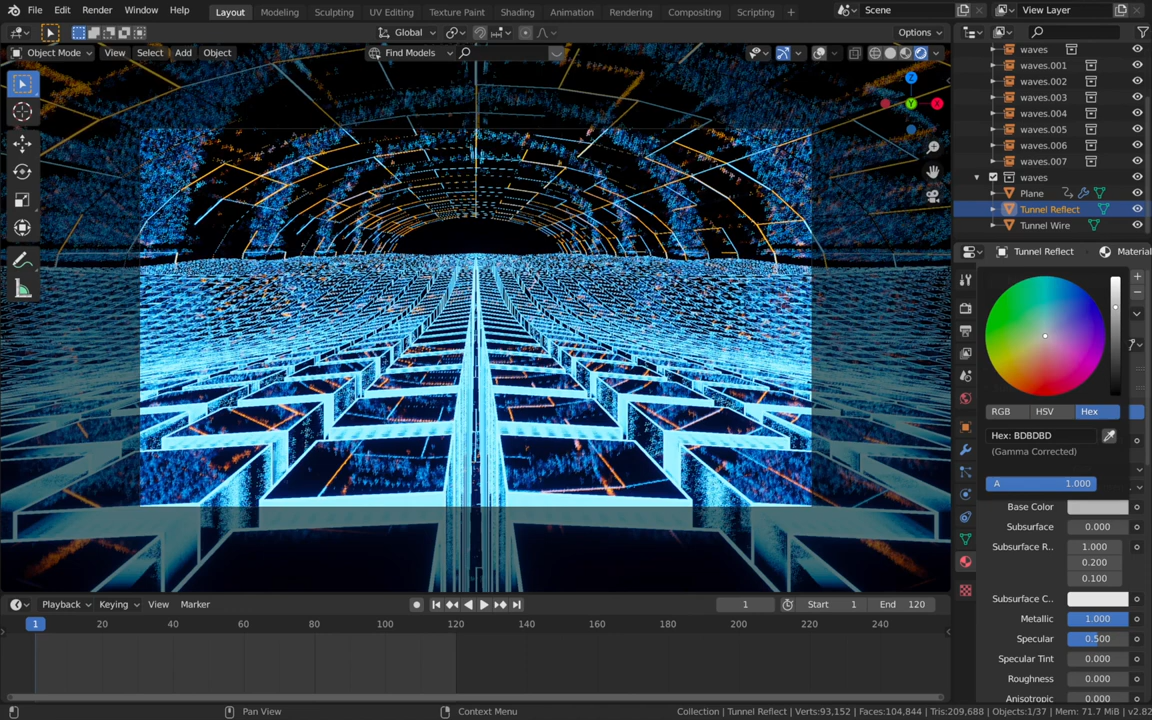 File Edit Render Window Help Layout Modeling Sculpting UV Editing Texture Paint Shading Animation Rendering Compositing Scripting + Scene View Layer
Global Options
Object Mode View Select Add Object Find Models
Z
Y X
waves
waves.001
waves.002
waves.003
waves.004
waves.005
waves.006
waves.007
waves
Plane
Tunnel Reflect
Tunnel Wire
Tunnel Reflect Material
RGB HSV Hex
Hex: BDBDBD
(Gamma Corrected)
A 1.000
Base Color
Subsurface 0.000
Subsurface R.. 1.000
0.200
0.100
Subsurface C..
Metallic 1.000
Specular 0.500
Specular Tint 0.000
Roughness 0.000
Anisotropic 0.000
Playback Keying View Marker 1 Start 1 End 120
1 20 40 60 80 100 120 140 160 180 200 220 240
Pan View Context Menu Collection | Tunnel Reflect | Verts:93,152 | Faces:104,844 | Tris:209,688 | Objects:1/37 | Mem: 71.7 MiB | v2.82